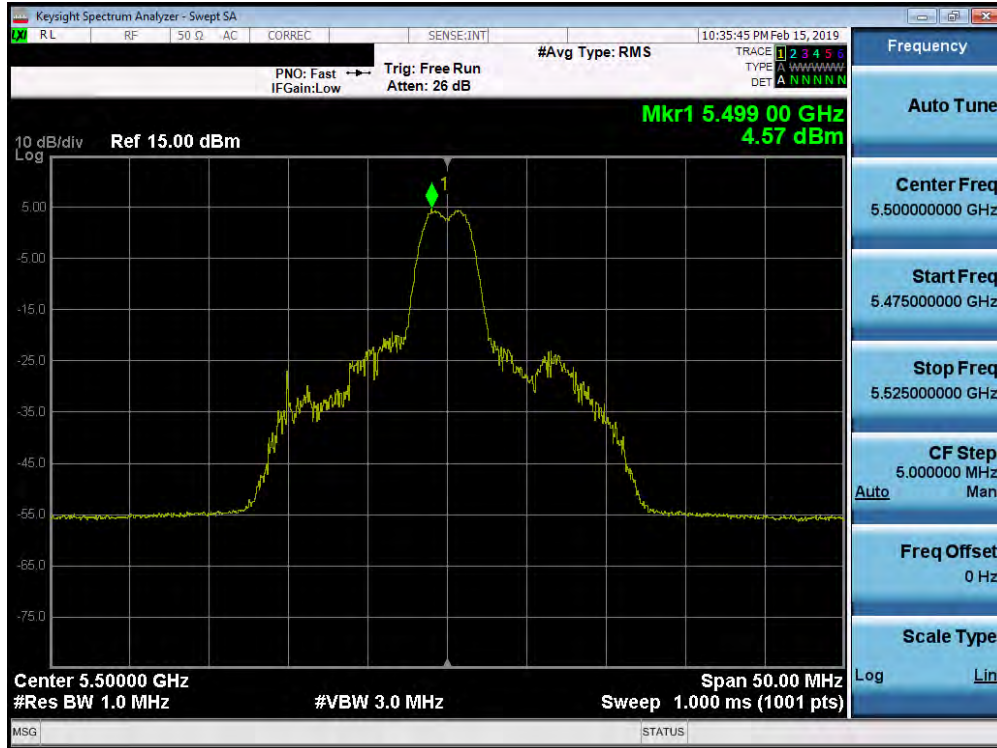 Keysight Spectrum Analyzer - Swept SA
LXI RL RF 50 Ω AC CORREC SENSE:INT 10:35:45 PM Feb 15, 2019
#Avg Type: RMS
TRACE 1 2 3 4 5 6
TYPE A WWWWW
DET A N N N N N
PNO: Fast
IFGain:Low
Trig: Free Run
Atten: 26 dB
Mkr1 5.499 00 GHz
4.57 dBm
10 dB/div Ref 15.00 dBm
Log
1
5.00
-5.00
-15.0
-25.0
-35.0
-45.0
-55.0
-65.0
-75.0
Center 5.50000 GHz Span 50.00 MHz
#Res BW 1.0 MHz #VBW 3.0 MHz Sweep 1.000 ms (1001 pts)
MSG STATUS
Frequency
Auto Tune
Center Freq
5.500000000 GHz
Start Freq
5.475000000 GHz
Stop Freq
5.525000000 GHz
CF Step
5.000000 MHz
Auto Man
Freq Offset
0 Hz
Scale Type
Log Lin